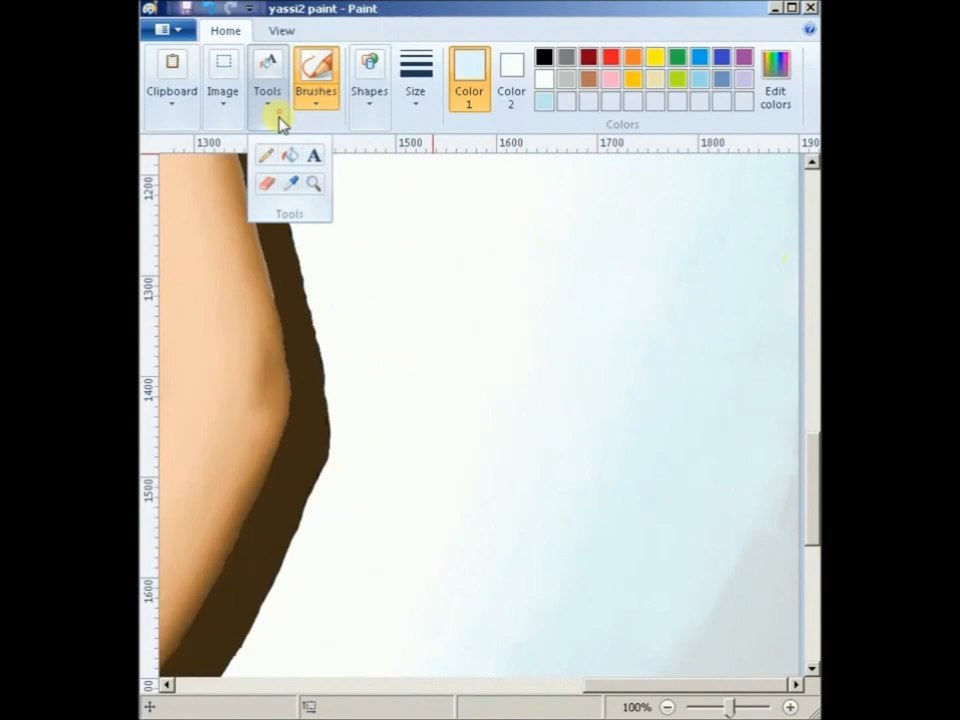 yassi2 paint - Paint
Home View
Clipboard Image Tools Brushes Shapes Size Color 1 Color 2 Edit colors
Colors
1300 1500 1600 1700 1800 190
A
Tools
1200
1300
1400
1500
1600
00
100%